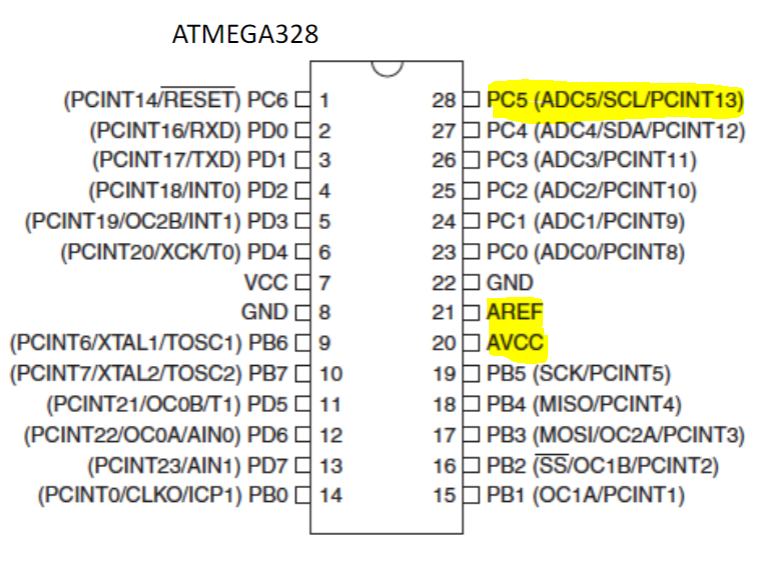 ATMEGA328
(PCINT14/RESET) PC6 1 28 PC5 (ADC5/SCL/PCINT13)
(PCINT16/RXD) PD0 2 27 PC4 (ADC4/SDA/PCINT12)
(PCINT17/TXD) PD1 3 26 PC3 (ADC3/PCINT11)
(PCINT18/INT0) PD2 4 25 PC2 (ADC2/PCINT10)
(PCINT19/OC2B/INT1) PD3 5 24 PC1 (ADC1/PCINT9)
(PCINT20/XCK/T0) PD4 6 23 PC0 (ADC0/PCINT8)
VCC 7 22 GND
GND 8 21 AREF
(PCINT6/XTAL1/TOSC1) PB6 9 20 AVCC
(PCINT7/XTAL2/TOSC2) PB7 10 19 PB5 (SCK/PCINT5)
(PCINT21/OC0B/T1) PD5 11 18 PB4 (MISO/PCINT4)
(PCINT22/OC0A/AIN0) PD6 12 17 PB3 (MOSI/OC2A/PCINT3)
(PCINT23/AIN1) PD7 13 16 PB2 (SS/OC1B/PCINT2)
(PCINT0/CLKO/ICP1) PB0 14 15 PB1 (OC1A/PCINT1)